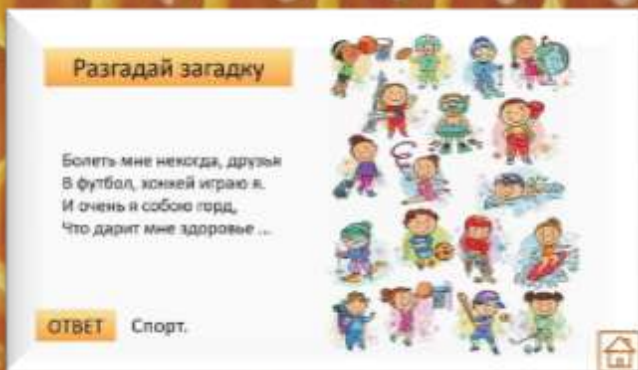 Разгадай загадку
Болеть мне некогда, друзья
В футбол, хоккей играю я.
И очень я собою горд,
Что дарит мне здоровье ...
ОТВЕТ Спорт.